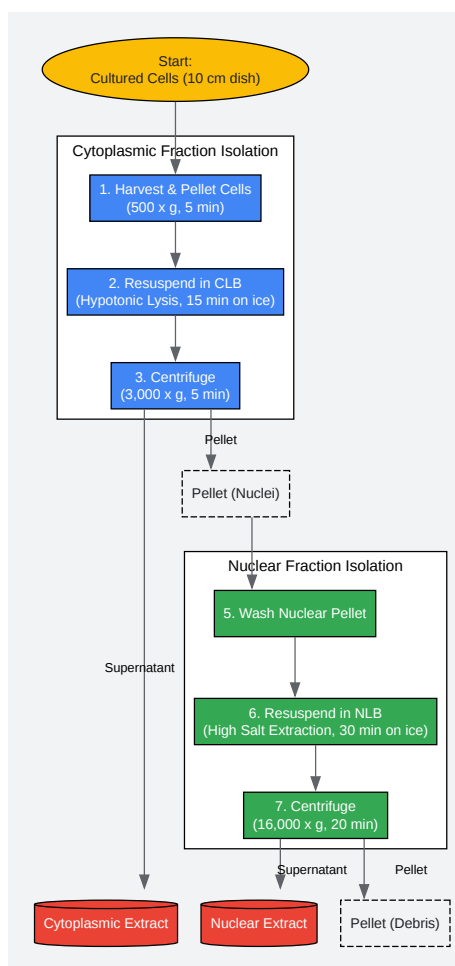 Start:
Cultured Cells (10 cm dish)
Cytoplasmic Fraction Isolation
1. Harvest & Pellet Cells
(500 x g, 5 min)
2. Resuspend in CLB
(Hypotonic Lysis, 15 min on ice)
3. Centrifuge
(3,000 x g, 5 min)
Pellet
Pellet (Nuclei)
Nuclear Fraction Isolation
5. Wash Nuclear Pellet
Supernatant
6. Resuspend in NLB
(High Salt Extraction, 30 min on ice)
7. Centrifuge
(16,000 x g, 20 min)
Supernatant
Pellet
Cytoplasmic Extract
Nuclear Extract
Pellet (Debris)